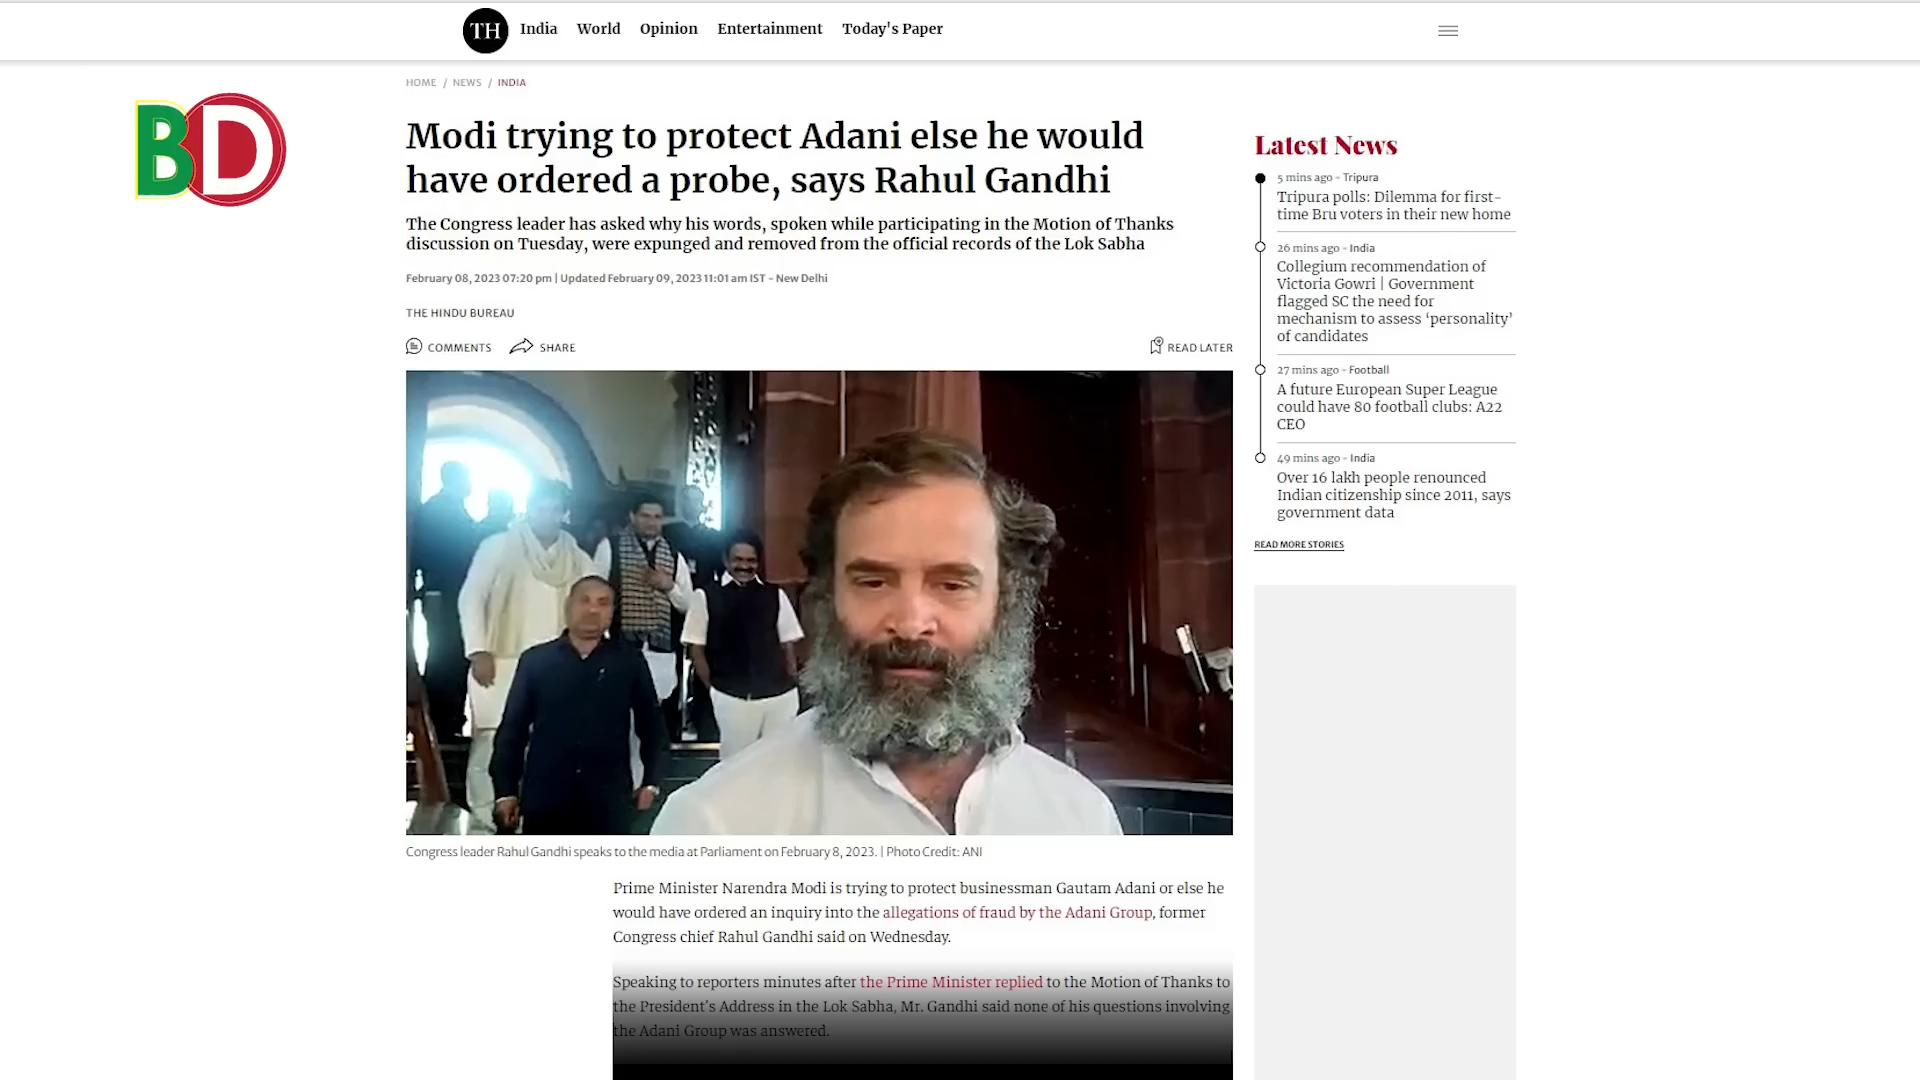 TH India World Opinion Entertainment Today's Paper
BD
HOME / NEWS / INDIA
Modi trying to protect Adani else he would
have ordered a probe, says Rahul Gandhi
The Congress leader has asked why his words, spoken while participating in the Motion of Thanks
discussion on Tuesday, were expunged and removed from the official records of the Lok Sabha
February 08, 2023 07:20 pm | Updated February 09, 2023 11:01 am IST - New Delhi
THE HINDU BUREAU
COMMENTS SHARE READ LATER
Congress leader Rahul Gandhi speaks to the media at Parliament on February 8, 2023. | Photo Credit: ANI
Prime Minister Narendra Modi is trying to protect businessman Gautam Adani or else he
would have ordered an inquiry into the allegations of fraud by the Adani Group, former
Congress chief Rahul Gandhi said on Wednesday.
Speaking to reporters minutes after the Prime Minister replied to the Motion of Thanks to
the President's Address in the Lok Sabha, Mr. Gandhi said none of his questions involving
the Adani Group was answered.
Latest News
5 mins ago - Tripura
Tripura polls: Dilemma for first-
time Bru voters in their new home
26 mins ago - India
Collegium recommendation of
Victoria Gowri | Government
flagged SC the need for
mechanism to assess ‘personality’
of candidates
27 mins ago - Football
A future European Super League
could have 80 football clubs: A22
CEO
49 mins ago - India
Over 16 lakh people renounced
Indian citizenship since 2011, says
government data
READ MORE STORIES